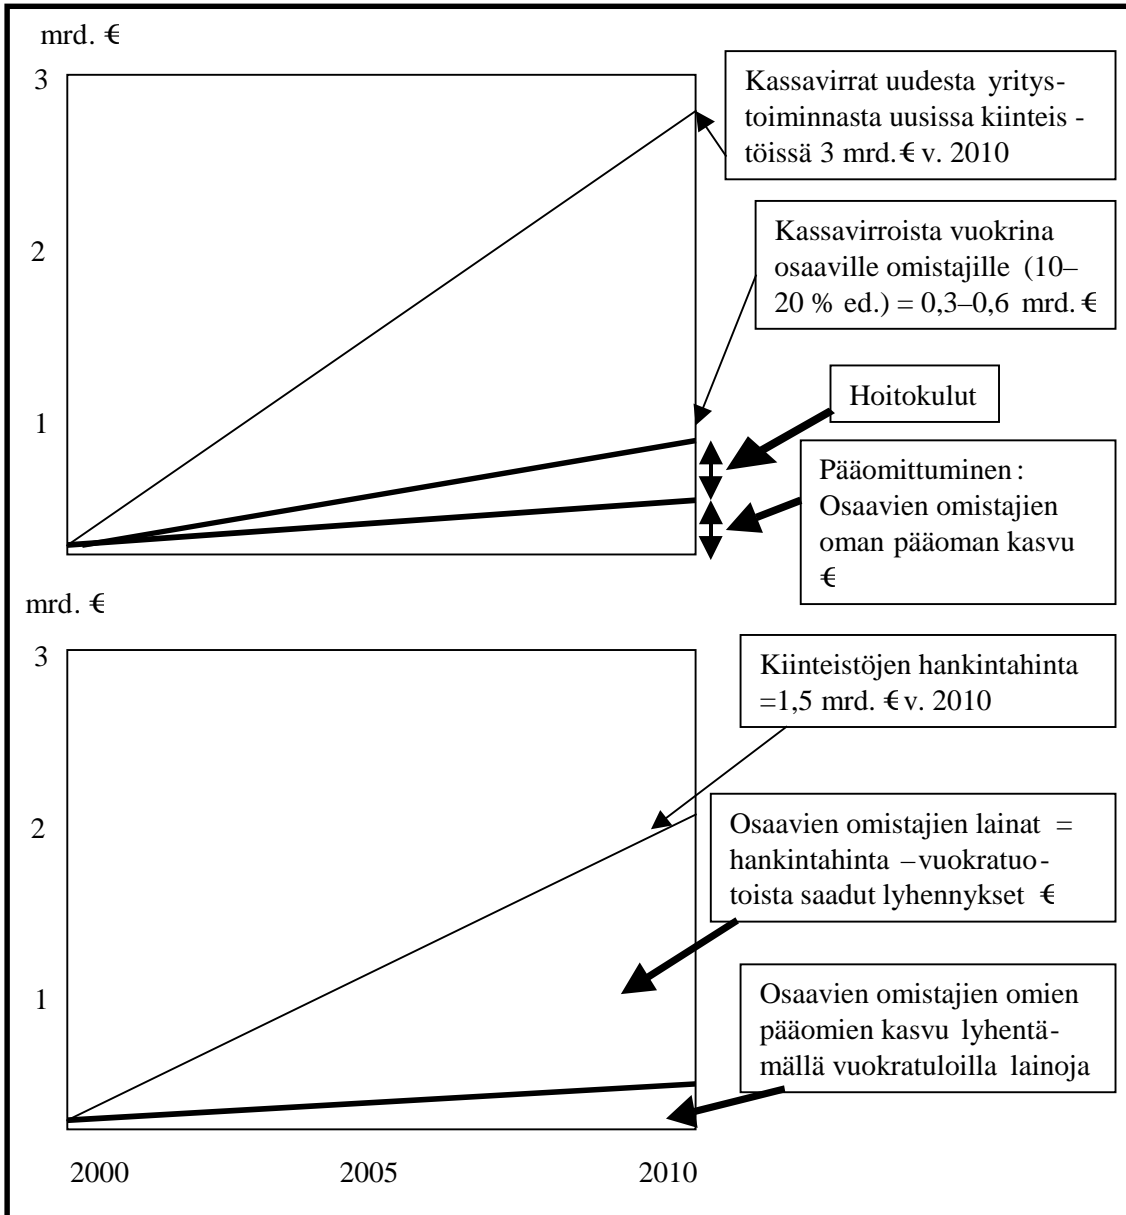 mrd. €
3
2
1
Kassavirrat uudesta yritys-
toiminnasta uusissa kiinteis -
töissä 3 mrd. € v. 2010
Kassavirroista vuokrina
osaaville omistajille (10–
20 % ed.) = 0,3–0,6 mrd. €
Hoitokulut
Pääomittuminen :
Osaavien omistajien
oman pääoman kasvu
€
mrd. €
3
2
1
Kiinteistöjen hankintahinta
=1,5 mrd. € v. 2010
Osaavien omistajien lainat =
hankintahinta –vuokratuo-
toista saadut lyhennykset €
Osaavien omistajien omien
pääomien kasvu lyhentä-
mällä vuokratuloilla lainoja
2000 2005 2010